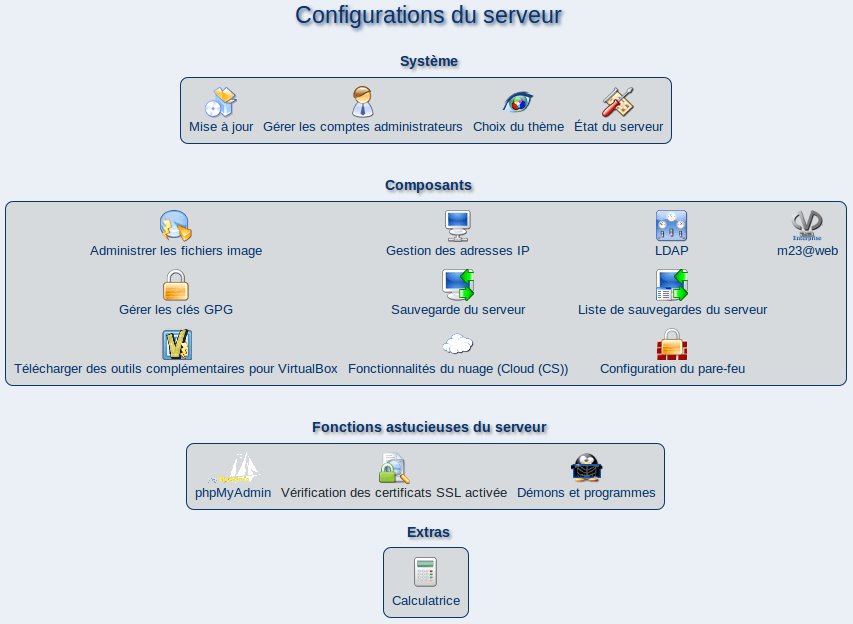 Configurations du serveur
Système
Mise à jour Gérer les comptes administrateurs Choix du thème État du serveur
Composants
Administrer les fichiers image Gestion des adresses IP LDAP m23@web
Gérer les clés GPG Sauvegarde du serveur Liste de sauvegardes du serveur
Télécharger des outils complémentaires pour VirtualBox Fonctionnalités du nuage (Cloud (CS)) Configuration du pare-feu
Fonctions astucieuses du serveur
phpMyAdmin Vérification des certificats SSL activée Démons et programmes
Extras
Calculatrice